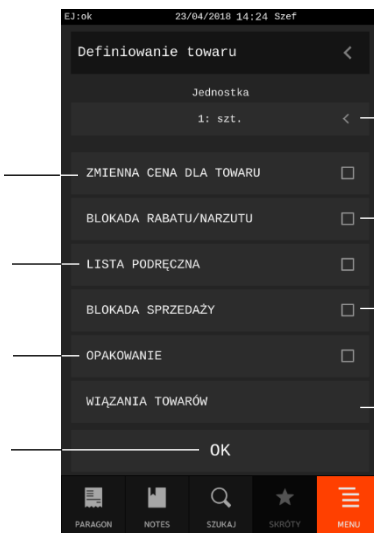 EJ:ok 23/04/2018 14:24 Szef
Definiowanie towaru
Jednostka
1: szt.
ZMIENNA CENA DLA TOWARU
BLOKADA RABATU/NARZUTU
LISTA PODRĘCZNA
BLOKADA SPRZEDAŻY
OPAKOWANIE
WIĄZANIA TOWARÓW
OK
PARAGON NOTES SZUKAJ SKRÓTY MENU